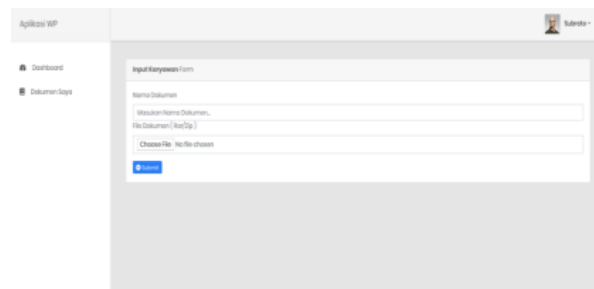 Aplikasi WP
Subroto
Dashboard
Dokumen Saya
Input Karyawan Form
Nama Dokumen
Masukan Nama Dokumen..
File Dokumen ( Rar/Zip )
Choose File No file chosen
Submit